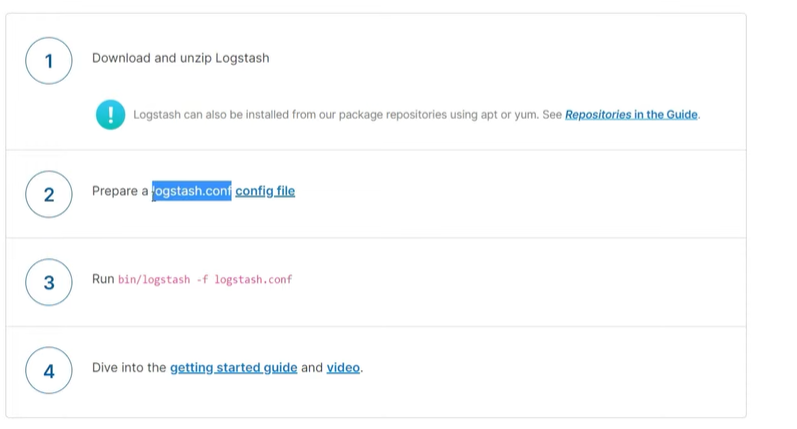 1
Download and unzip Logstash
! Logstash can also be installed from our package repositories using apt or yum. See Repositories in the Guide.
2
Prepare a logstash.conf config file
3
Run bin/logstash -f logstash.conf
4
Dive into the getting started guide and video.